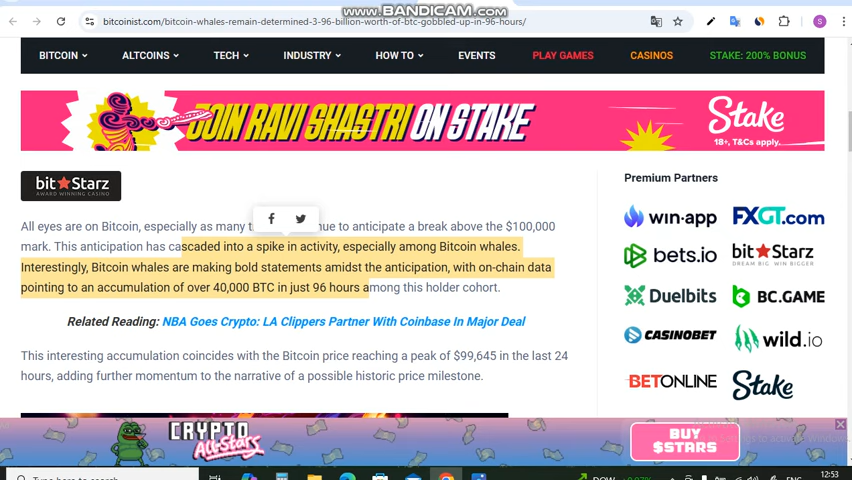 www.BANDICAM.com
bitcoinist.com/bitcoin-whales-remain-determined-3-96-billion-worth-of-btc-gobbled-up-in-96-hours/
S
BITCOIN
ALTCOINS
TECH
INDUSTRY
HOW TO
EVENTS
PLAY GAMES
CASINOS
STAKE: 200% BONUS
JOIN RAVI SHASTRI ON STAKE
Stake
18+, T&Cs apply.
bitStarz
AWARD WINNING CASINO
All eyes are on Bitcoin, especially as many nue to anticipate a break above the $100,000
mark. This anticipation has cascaded into a spike in activity, especially among Bitcoin whales.
Interestingly, Bitcoin whales are making bold statements amidst the anticipation, with on-chain data
pointing to an accumulation of over 40,000 BTC in just 96 hours among this holder cohort.
Related Reading: NBA Goes Crypto: LA Clippers Partner With Coinbase In Major Deal
This interesting accumulation coincides with the Bitcoin price reaching a peak of $99,645 in the last 24
hours, adding further momentum to the narrative of a possible historic price milestone.
Premium Partners
win·app
FXGT.com
bets.io
bitStarz
DREAM BIG WIN BIGGER
Duelbits
BC.GAME
CASINOBET
wild.io
BETONLINE
Stake
CRYPTO
All-Stars
BUY
$STARS
Type here to search
DOW
+0.97%
ENG
12:53